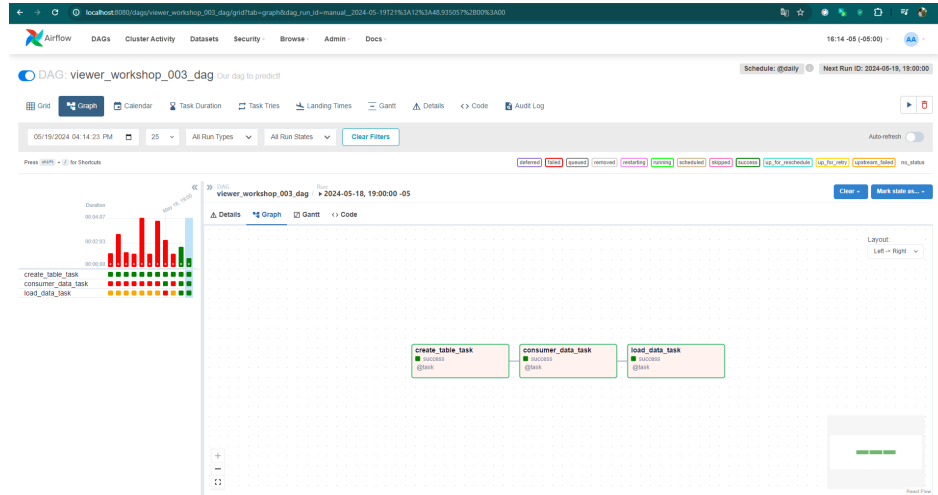 localhost:8080/dags/viewer_workshop_003_dag/grid?tab=graph&dag_run_id=manual__2024-05-19T21%3A12%3A48.935057%2B00%3A00
Airflow DAGs Cluster Activity Datasets Security Browse Admin Docs 16:14 -05 (-05:00) AA
DAG: viewer_workshop_003_dag Our dag to predict! Schedule: @daily Next Run ID: 2024-05-19, 19:00:00
Grid Graph Calendar Task Duration Task Tries Landing Times Gantt Details <> Code Audit Log
05/19/2024 04:14:23 PM 25 All Run Types All Run States Clear Filters Auto-refresh
Press shift + / for Shortcuts deferred failed queued removed restarting running scheduled skipped success up_for_reschedule up_for_retry upstream_failed no_status
DAG Run
viewer_workshop_003_dag / 2024-05-18, 19:00:00 -05 Clear Mark state as...
May 18, 19:00
Duration
00:04:07
00:02:03
00:00:00
create_table_task
consumer_data_task
load_data_task
Details Graph Gantt <> Code
Layout:
Left -> Right
create_table_task consumer_data_task load_data_task
success success success
@task @task @task
React Flow